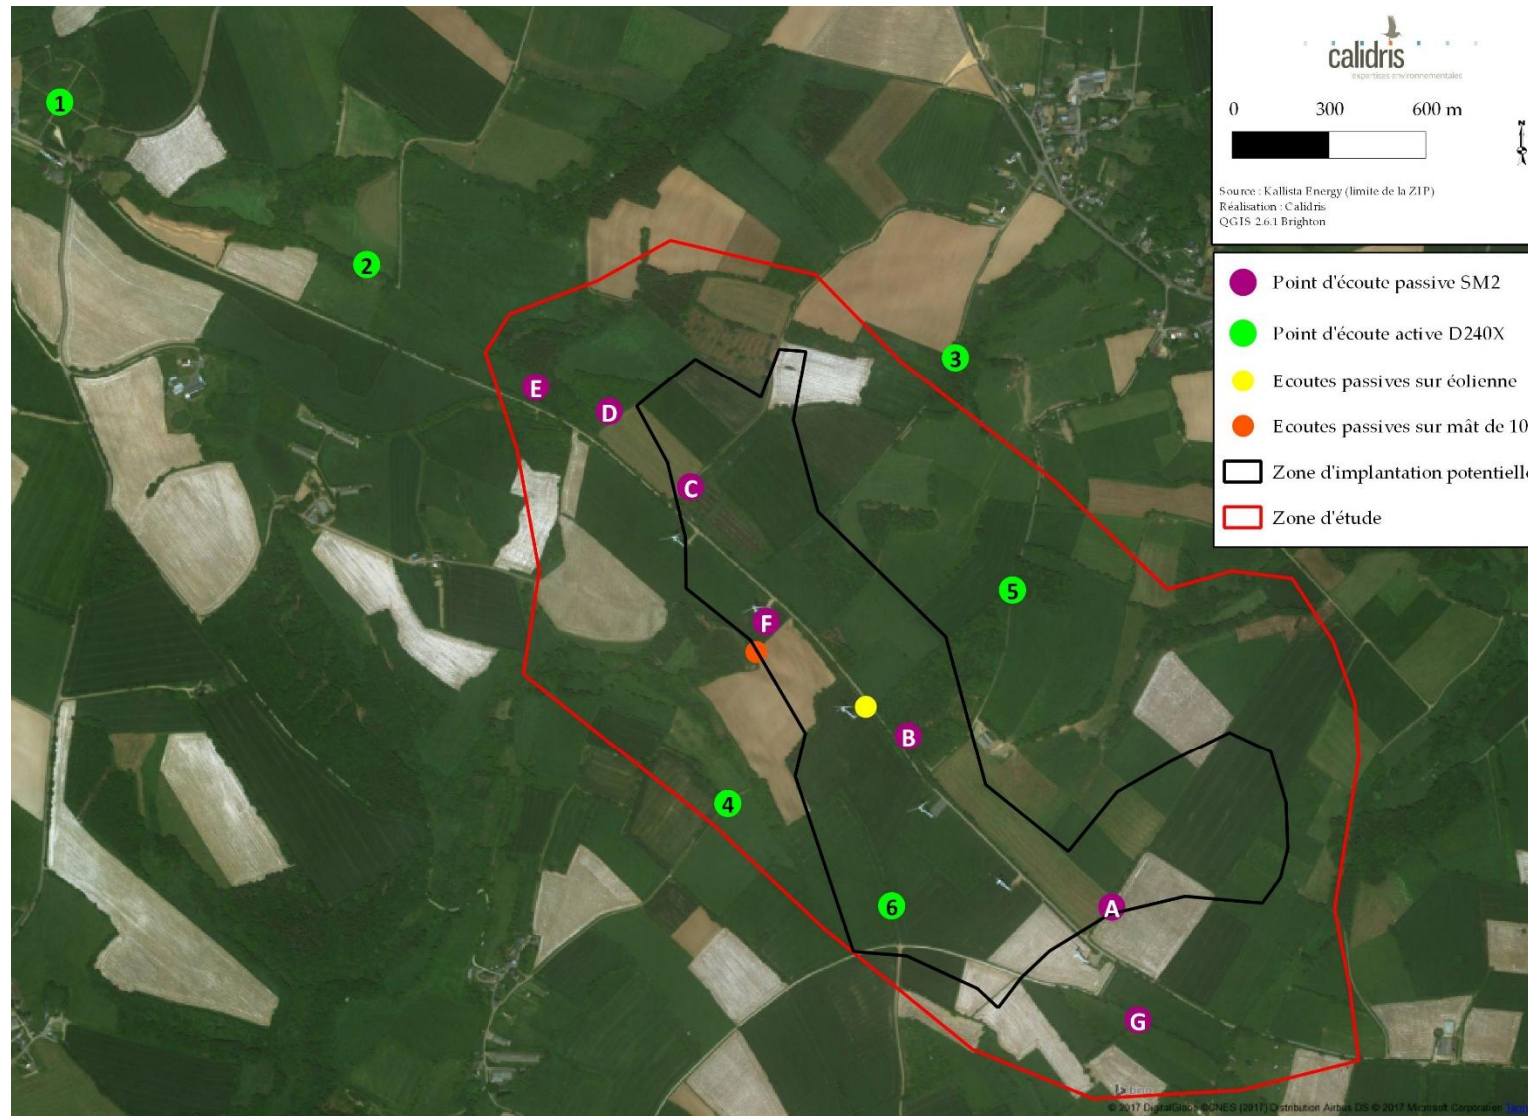 calidris
expertises environnementales
0 300 600 m
N
Source : Kallista Energy (limite de la ZIP)
Réalisation : Calidris
QGIS 2.6.1 Brighton
Point d'écoute passive SM2
Point d'écoute active D240X
Ecoutes passives sur éolienne
Ecoutes passives sur mât de 10
Zone d'implantation potentielle
Zone d'étude
1
2
3
E
D
C
5
F
B
4
6
A
G
bing
© 2017 DigitalGlobe ©CNES (2017) Distribution Airbus DS © 2017 Microsoft Corporation